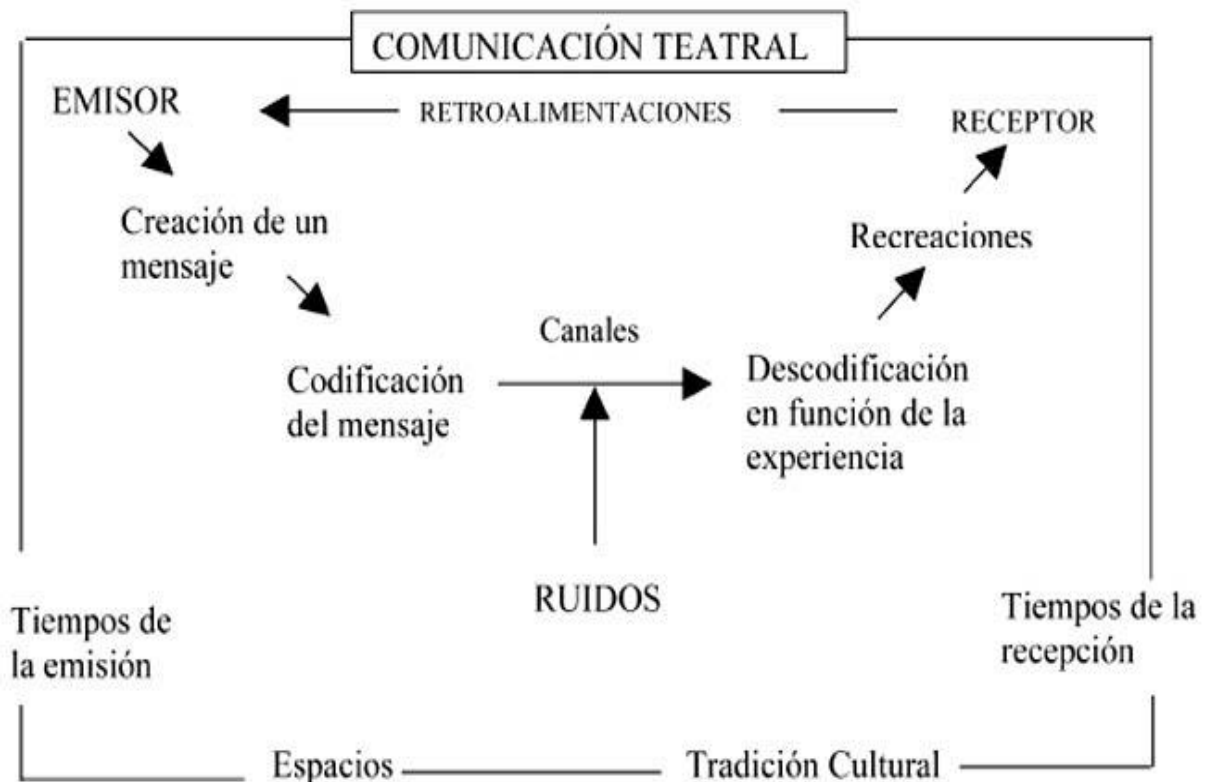 COMUNICACIÓN TEATRAL
EMISOR
RETROALIMENTACIONES
RECEPTOR
Creación de un
mensaje
Recreaciones
Canales
Codificación
del mensaje
Descodificación
en función de la
experiencia
RUIDOS
Tiempos de
la emisión
Tiempos de la
recepción
Espacios
Tradición Cultural